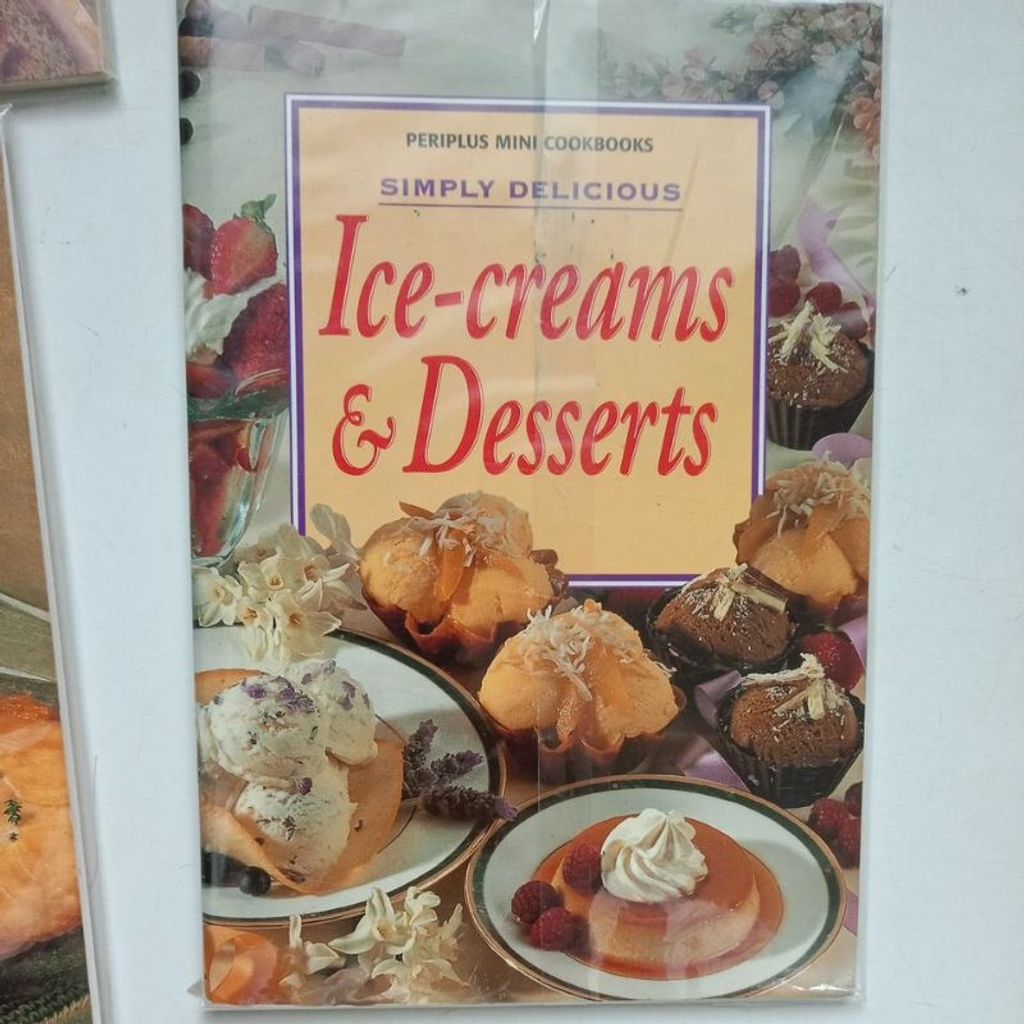 PERIPLUS MINI COOKBOOKS
SIMPLY DELICIOUS
Ice-creams
& Desserts